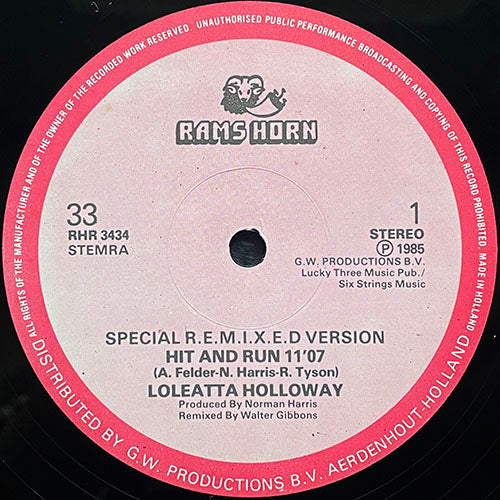 ALL RIGHTS OF THE MANUFACTURER AND OF THE OWNER OF THE RECORDED WORK RESERVED. UNAUTHORISED PUBLIC PERFORMANCE BROADCASTING AND COPYING OF THIS RECORD PROHIBITED. MADE IN HOLLAND
RAMS HORN
33
RHR 3434
STEMRA
1
STEREO
Ⓟ 1985
G.W. PRODUCTIONS B.V.
Lucky Three Music Pub./
Six Strings Music
SPECIAL R.E.M.I.X.E.D VERSION
HIT AND RUN 11'07
(A. Felder-N. Harris-R. Tyson)
LOLEATTA HOLLOWAY
Produced By Norman Harris
Remixed By Walter Gibbons
DISTRIBUTED BY G.W. PRODUCTIONS B.V. AERDENHOUT-HOLLAND